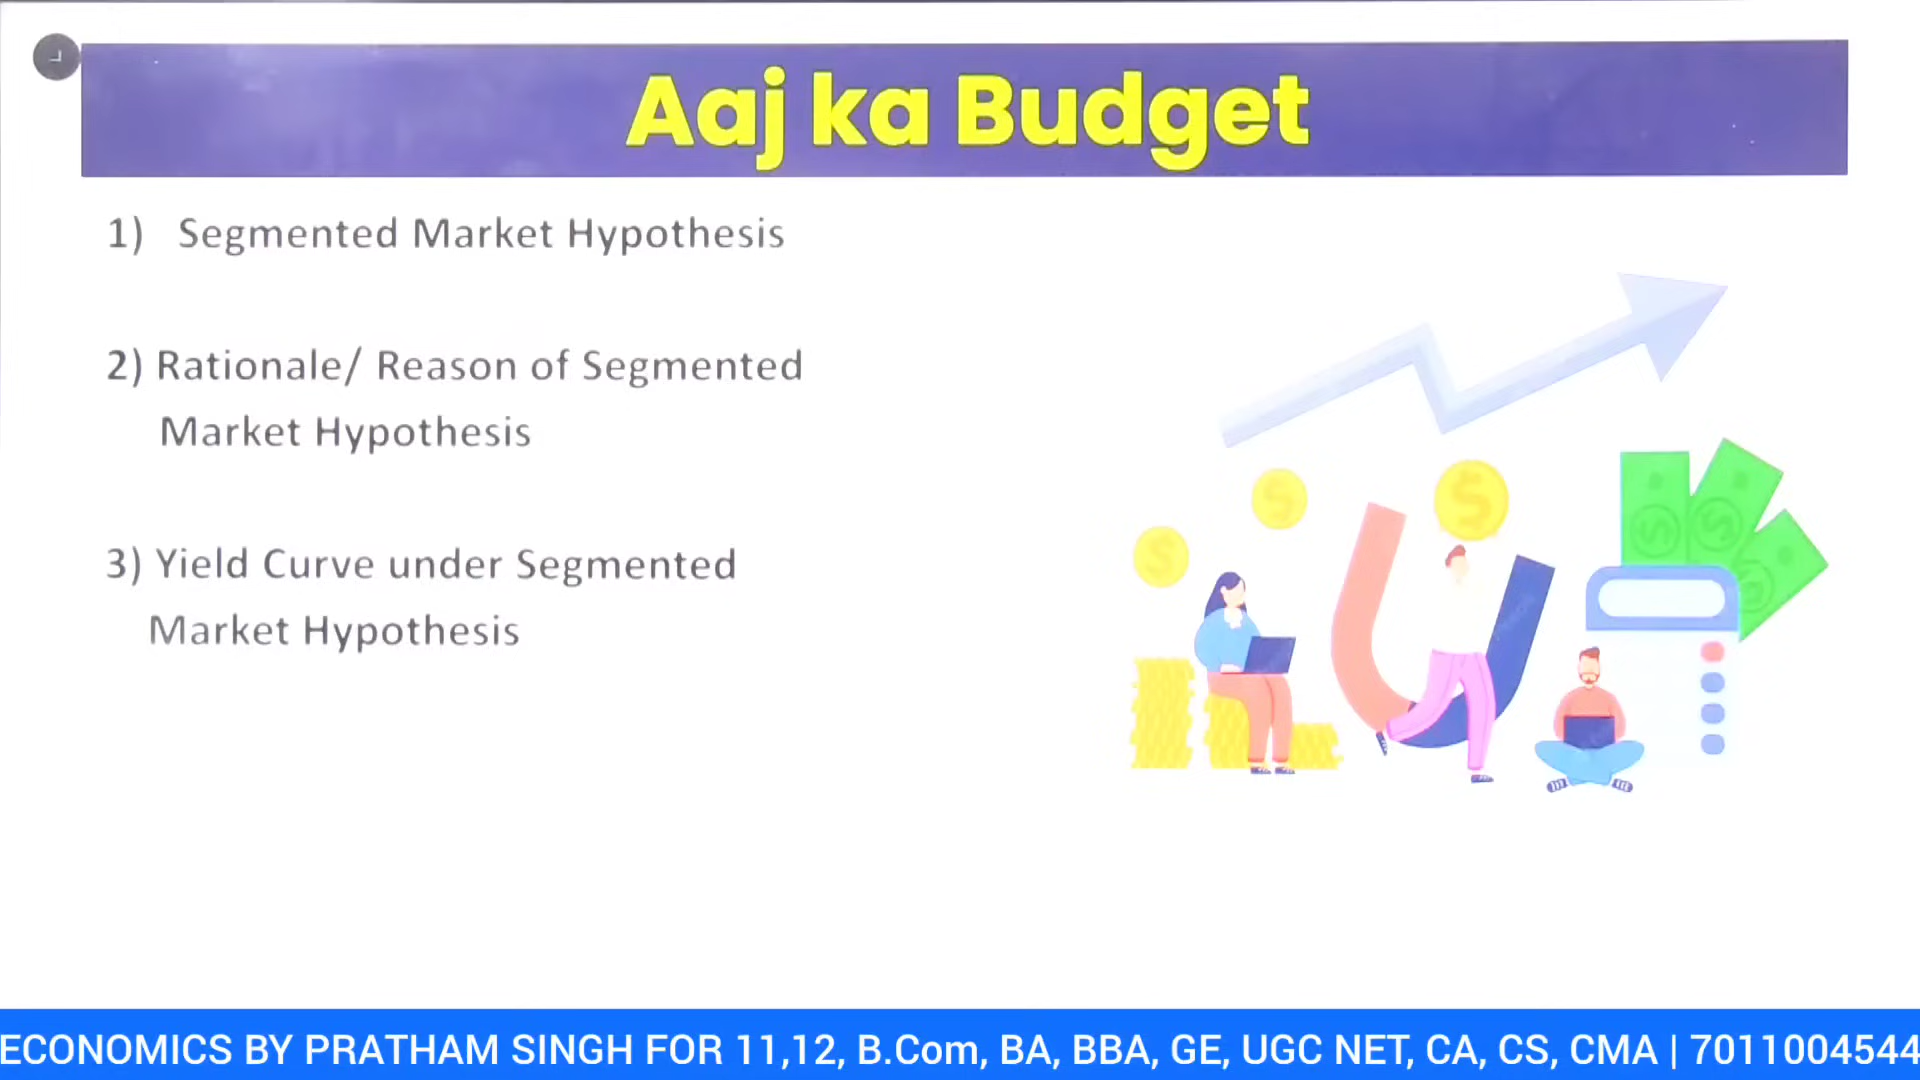 Aaj ka Budget
1) Segmented Market Hypothesis
2) Rationale/ Reason of Segmented
Market Hypothesis
3) Yield Curve under Segmented
Market Hypothesis
ECONOMICS BY PRATHAM SINGH FOR 11,12, B.Com, BA, BBA, GE, UGC NET, CA, CS, CMA | 7011004544